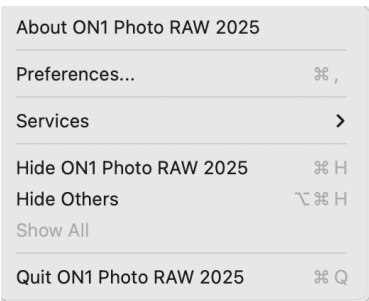 About ON1 Photo RAW 2025
Preferences... ⌘ ,
Services
Hide ON1 Photo RAW 2025 ⌘ H
Hide Others ⌥ ⌘ H
Show All
Quit ON1 Photo RAW 2025 ⌘ Q